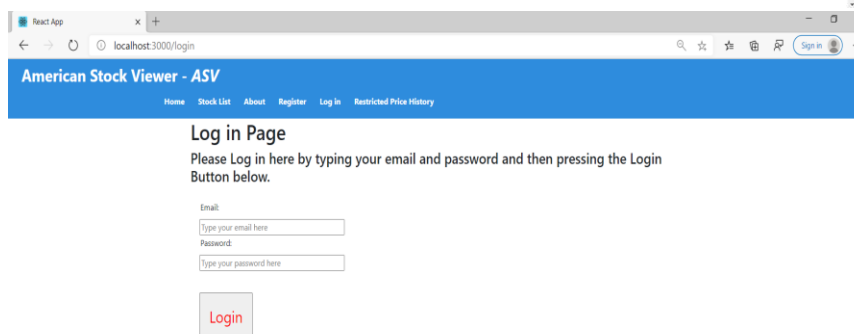 React App
localhost:3000/login
Sign in
American Stock Viewer - ASV
Home Stock List About Register Log in Restricted Price History
Log in Page
Please Log in here by typing your email and password and then pressing the Login
Button below.
Email:
Type your email here
Password:
Type your password here
Login